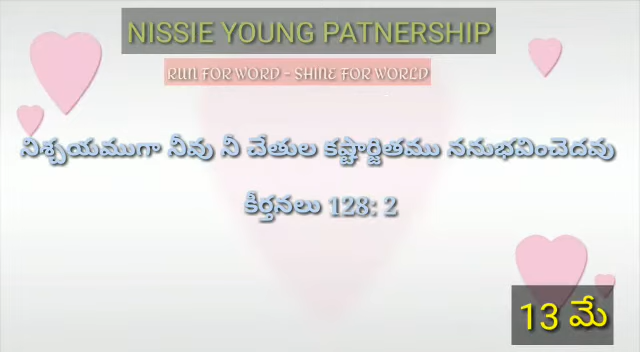 NISSIE YOUNG PATNERSHIP
RUN FOR WORD - SHINE FOR WORLD
నిశ్చయముగా నీవు నీ చేతుల కష్టార్జితము ననుభవించెదవు
కీర్తనలు 128: 2
13 మే